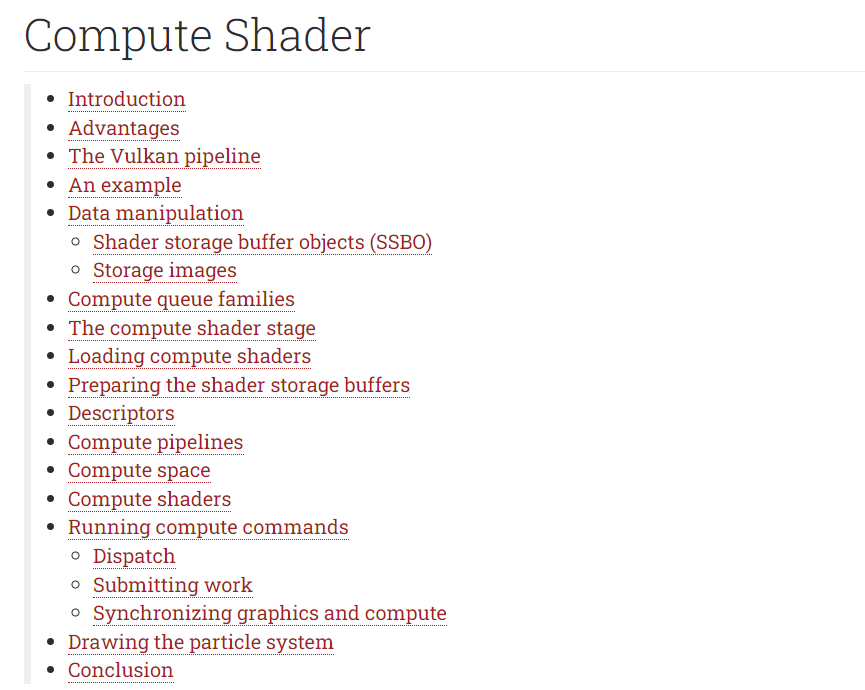 Compute Shader
Introduction
Advantages
The Vulkan pipeline
An example
Data manipulation
Shader storage buffer objects (SSBO)
Storage images
Compute queue families
The compute shader stage
Loading compute shaders
Preparing the shader storage buffers
Descriptors
Compute pipelines
Compute space
Compute shaders
Running compute commands
Dispatch
Submitting work
Synchronizing graphics and compute
Drawing the particle system
Conclusion